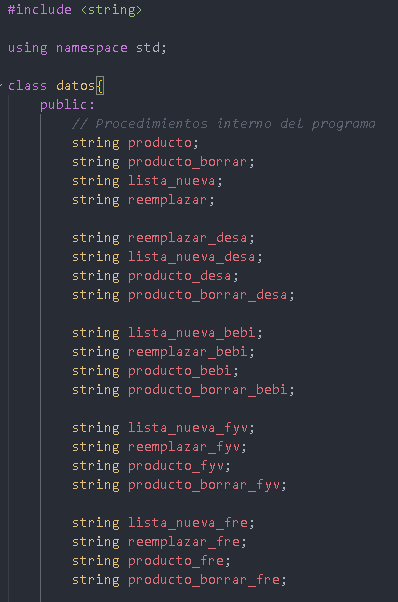 #include <string>
using namespace std;
class datos{
public:
// Procedimientos interno del programa
string producto;
string producto_borrar;
string lista_nueva;
string reemplazar;
string reemplazar_desa;
string lista_nueva_desa;
string producto_desa;
string producto_borrar_desa;
string lista_nueva_bebi;
string reemplazar_bebi;
string producto_bebi;
string producto_borrar_bebi;
string lista_nueva_fyv;
string reemplazar_fyv;
string producto_fyv;
string producto_borrar_fyv;
string lista_nueva_fre;
string reemplazar_fre;
string producto_fre;
string producto_borrar_fre;